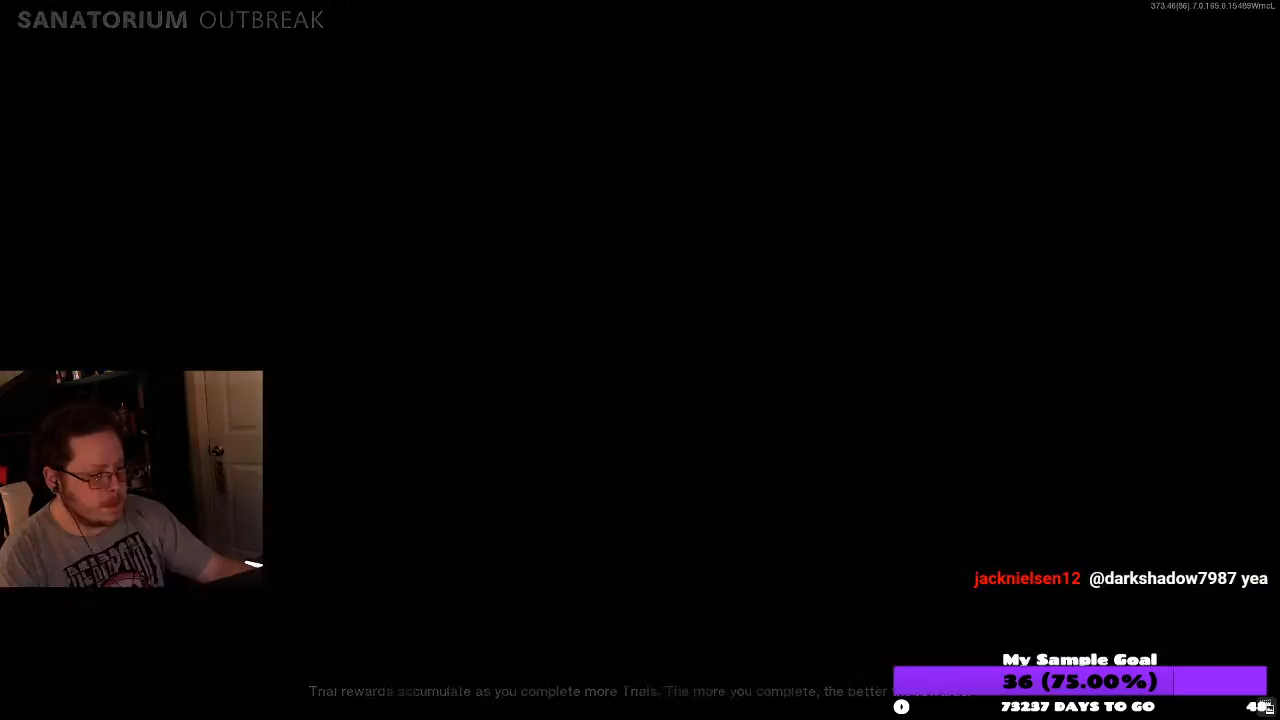 SANATORIUM OUTBREAK
jacknielsen12 @darkshadow7987 yea
My Sample Goal
36 (75.00%)
Trial rewards accumulate as you complete more Trials. The more you complete, the better
73237 DAYS TO GO